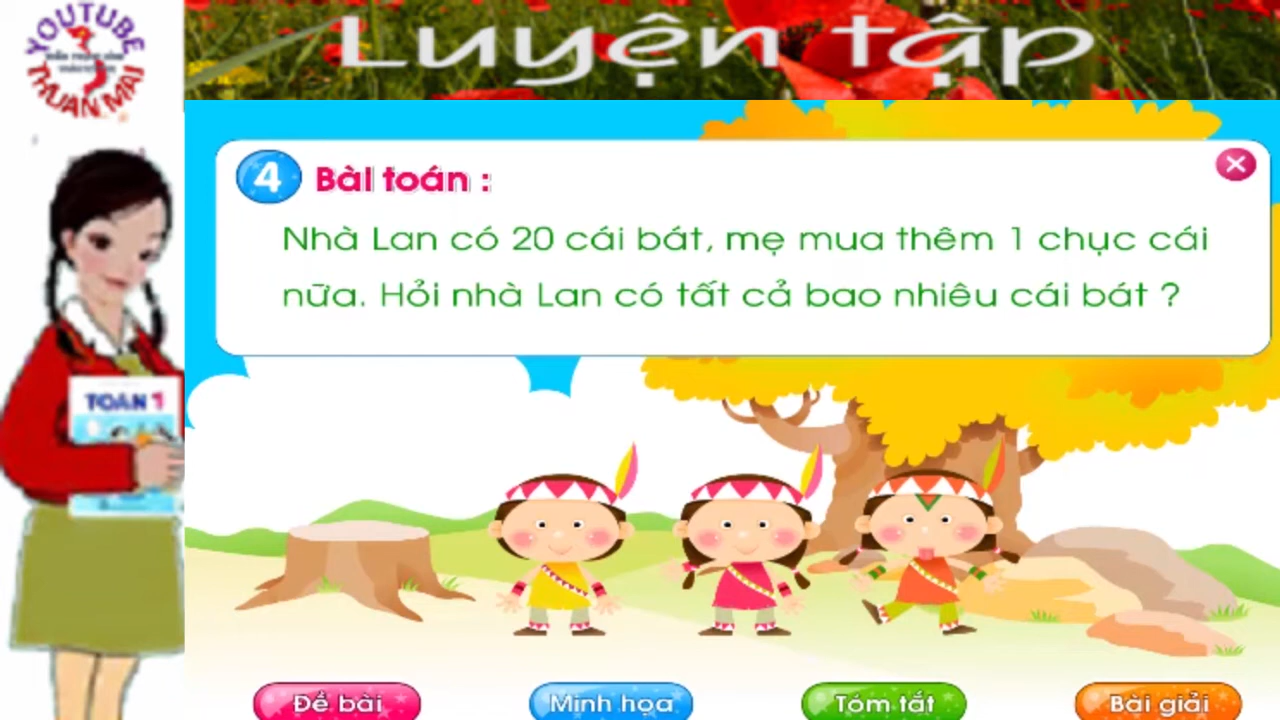 YOUTUBE
THUAN MAI
Luyện tập
TOÁN 1
4 Bài toán :
Nhà Lan có 20 cái bát, mẹ mua thêm 1 chục cái
nữa. Hỏi nhà Lan có tất cả bao nhiêu cái bát ?
Đề bài Minh họa Tóm tắt Bài giải